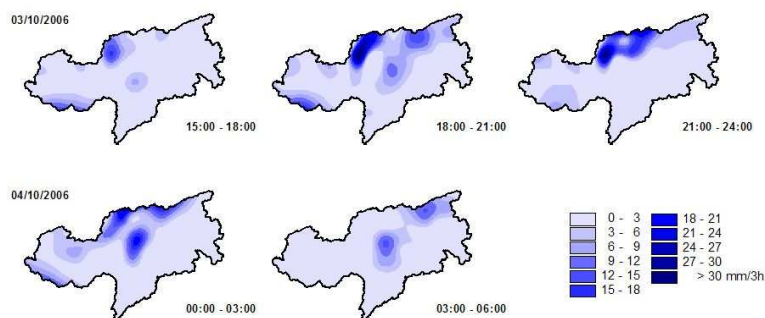 03/10/2006
15:00 - 18:00
18:00 - 21:00
21:00 - 24:00
04/10/2006
00:00 - 03:00
03:00 - 06:00
0 - 3
3 - 6
6 - 9
9 - 12
12 - 15
15 - 18
18 - 21
21 - 24
24 - 27
27 - 30
> 30 mm/3h